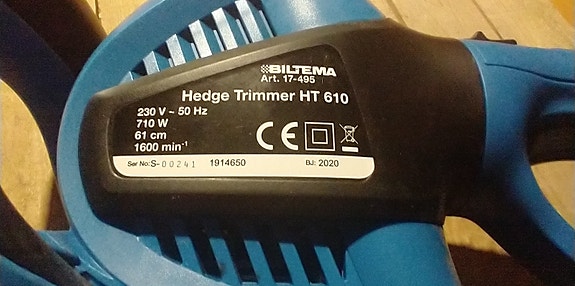 BILTEMA
Art. 17-495
Hedge Trimmer HT 610
230 V ~ 50 Hz
710 W
61 cm
1600 min⁻¹
CE
Ser No: S-00241 1914650 BJ: 2020